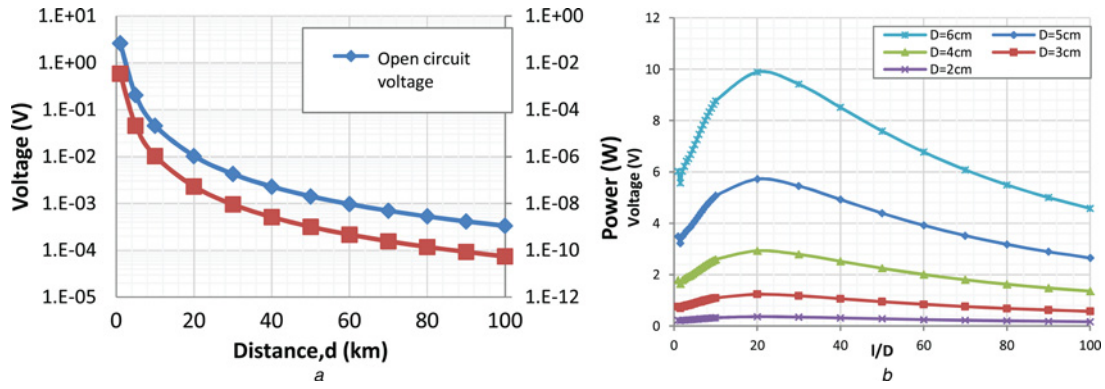 1.E+01
1.E+00
1.E-01
1.E-02
1.E-03
1.E-04
1.E-05
Voltage (V)
0 20 40 60 80 100
Distance,d (km)
1.E+00
1.E-02
1.E-04
1.E-06
1.E-08
1.E-10
1.E-12
Open circuit
voltage
a
12
10
8
6
4
2
0
Power (W)
Voltage (V)
D=6cm D=5cm
D=4cm D=3cm
D=2cm
0 20 40 60 80 100
l/D
b